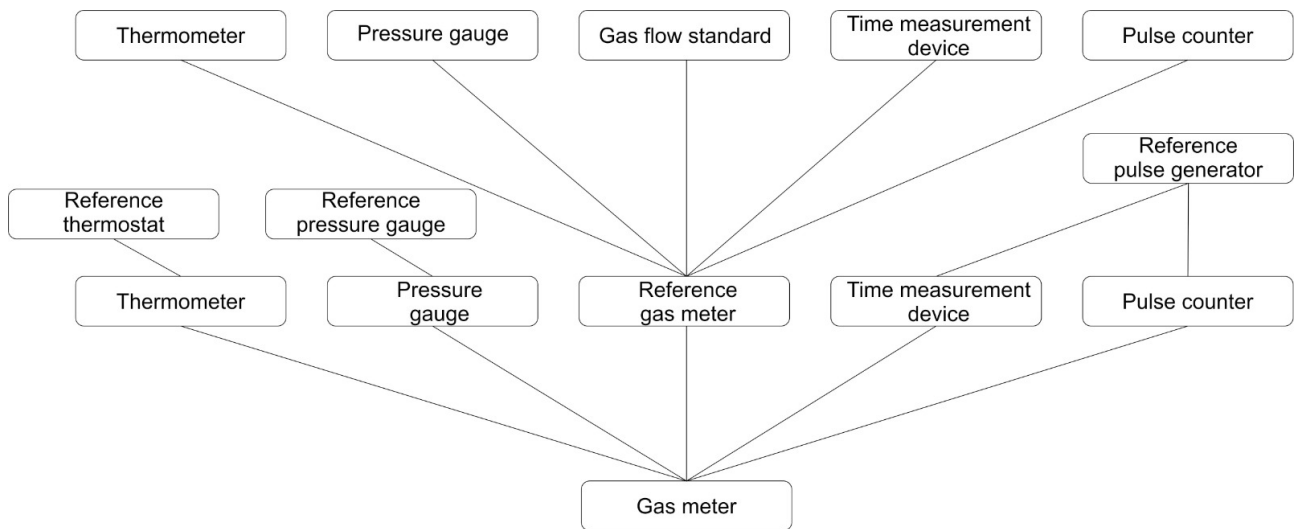 Thermometer
Pressure gauge
Gas flow standard
Time measurement
device
Pulse counter
Reference
pulse generator
Reference
thermostat
Reference
pressure gauge
Thermometer
Pressure
gauge
Reference
gas meter
Time measurement
device
Pulse counter
Gas meter